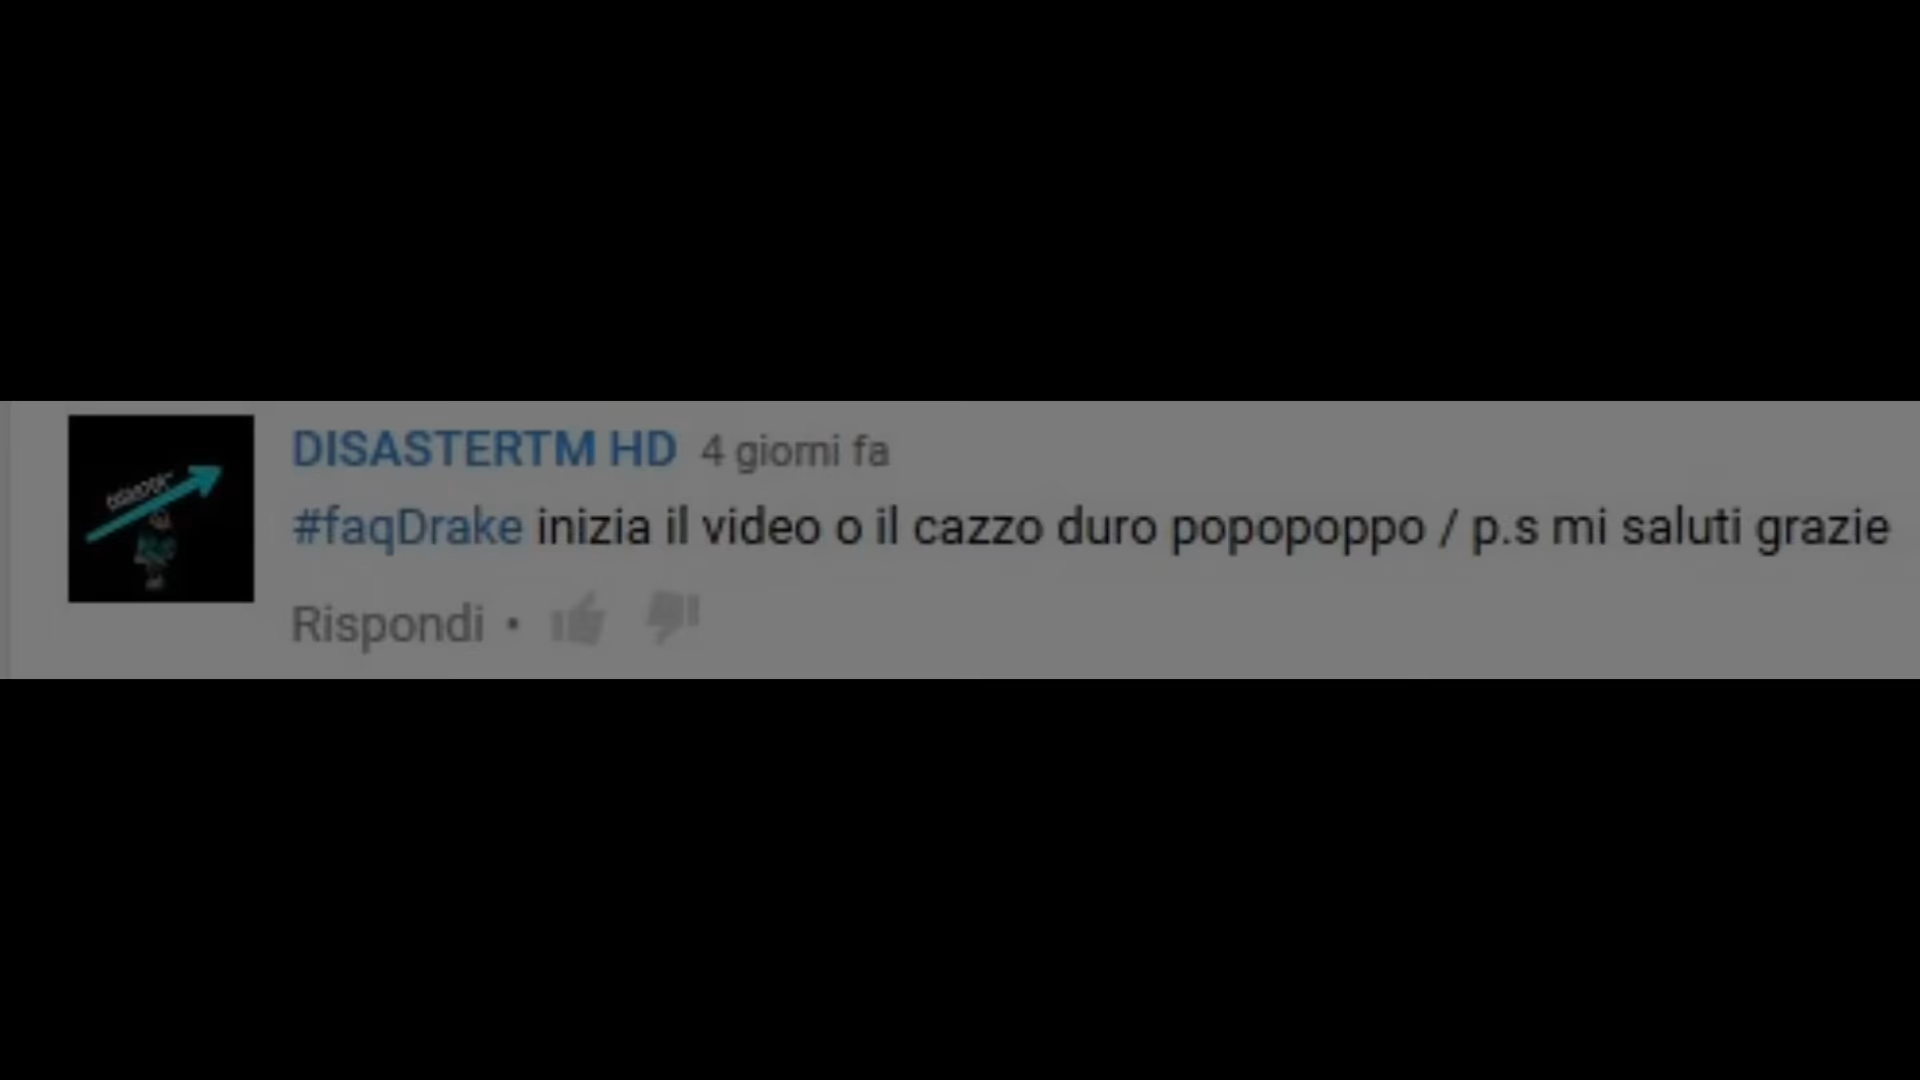 DISASTERTM HD 4 giorni fa
#faqDrake inizia il video o il cazzo duro popopoppo / p.s mi saluti grazie
Rispondi •